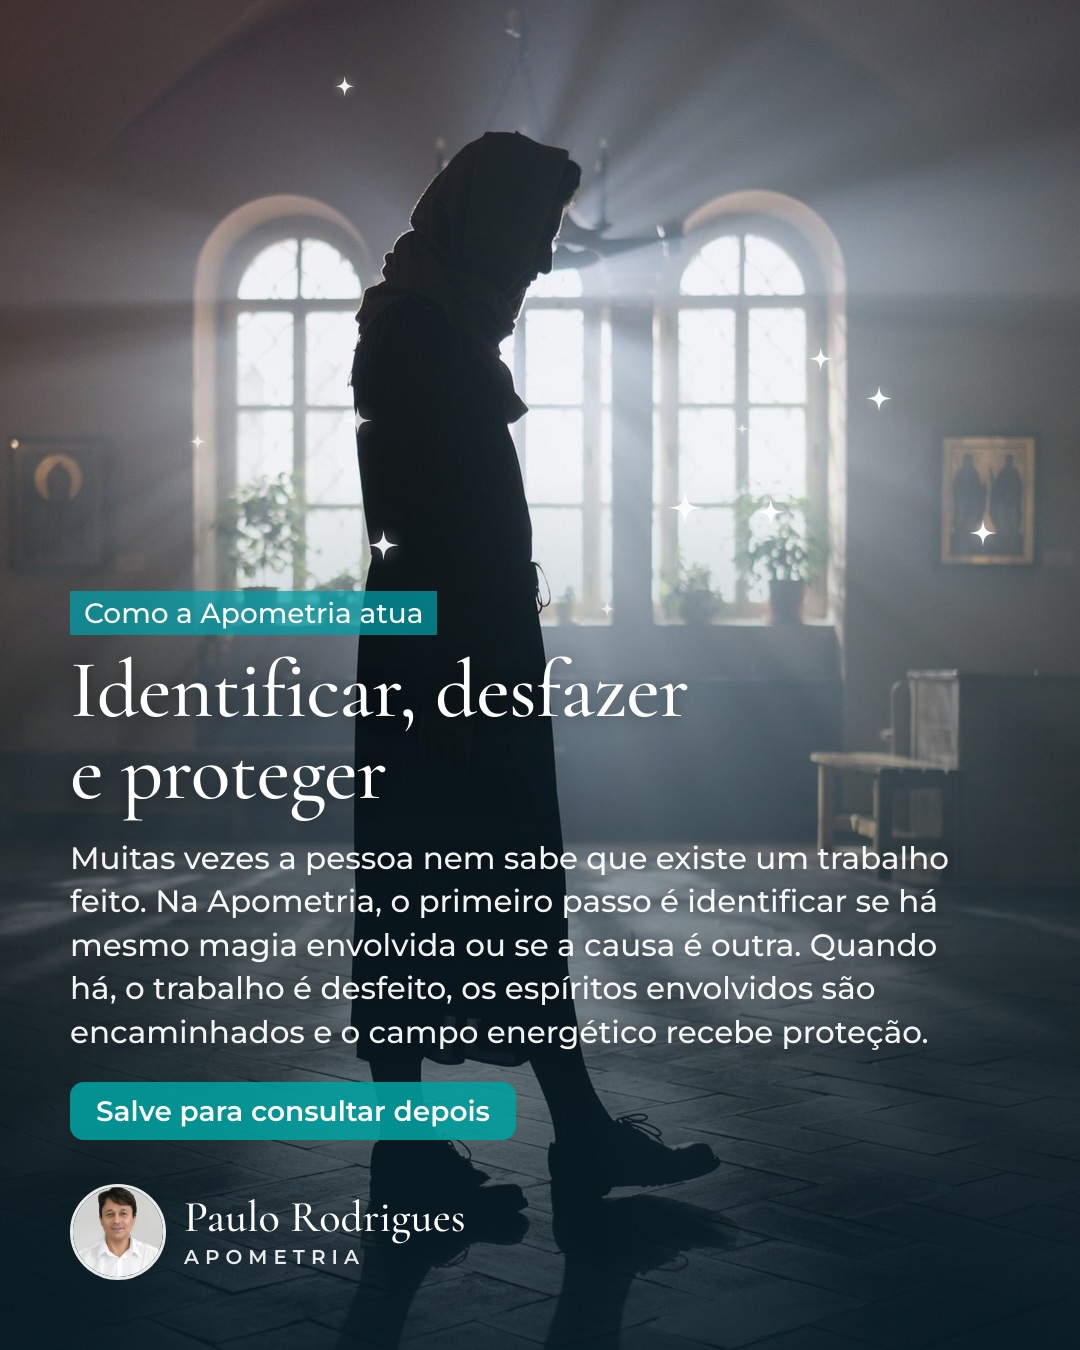 Como a Apometria atua
Identificar, desfazer
e proteger
Muitas vezes a pessoa nem sabe que existe um trabalho
feito. Na Apometria, o primeiro passo é identificar se há
mesmo magia envolvida ou se a causa é outra. Quando
há, o trabalho é desfeito, os espíritos envolvidos são
encaminhados e o campo energético recebe proteção.
Salve para consultar depois
Paulo Rodrigues
APOMETRIA